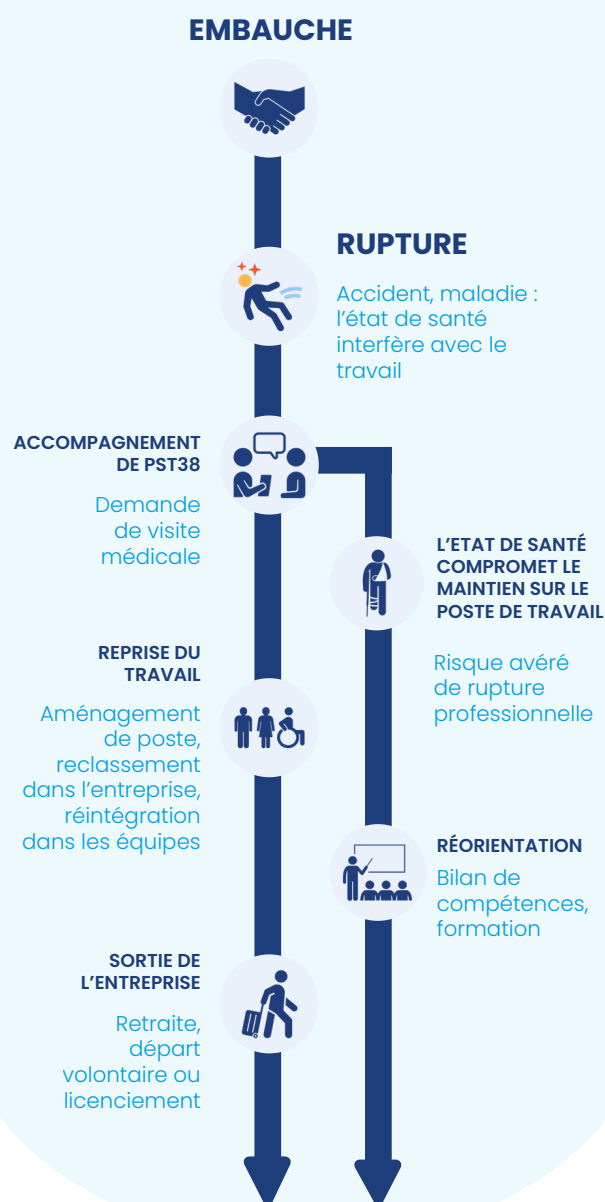 EMBAUCHE
RUPTURE
Accident, maladie :
l’état de santé
interfère avec le
travail
ACCOMPAGNEMENT
DE PST38
Demande
de visite
médicale
L’ETAT DE SANTÉ
COMPROMET LE
MAINTIEN SUR LE
POSTE DE TRAVAIL
Risque avéré
de rupture
professionnelle
REPRISE DU
TRAVAIL
Aménagement
de poste,
reclassement
dans l’entreprise,
réintégration
dans les équipes
RÉORIENTATION
Bilan de
compétences,
formation
SORTIE DE
L’ENTREPRISE
Retraite,
départ
volontaire ou
licenciement